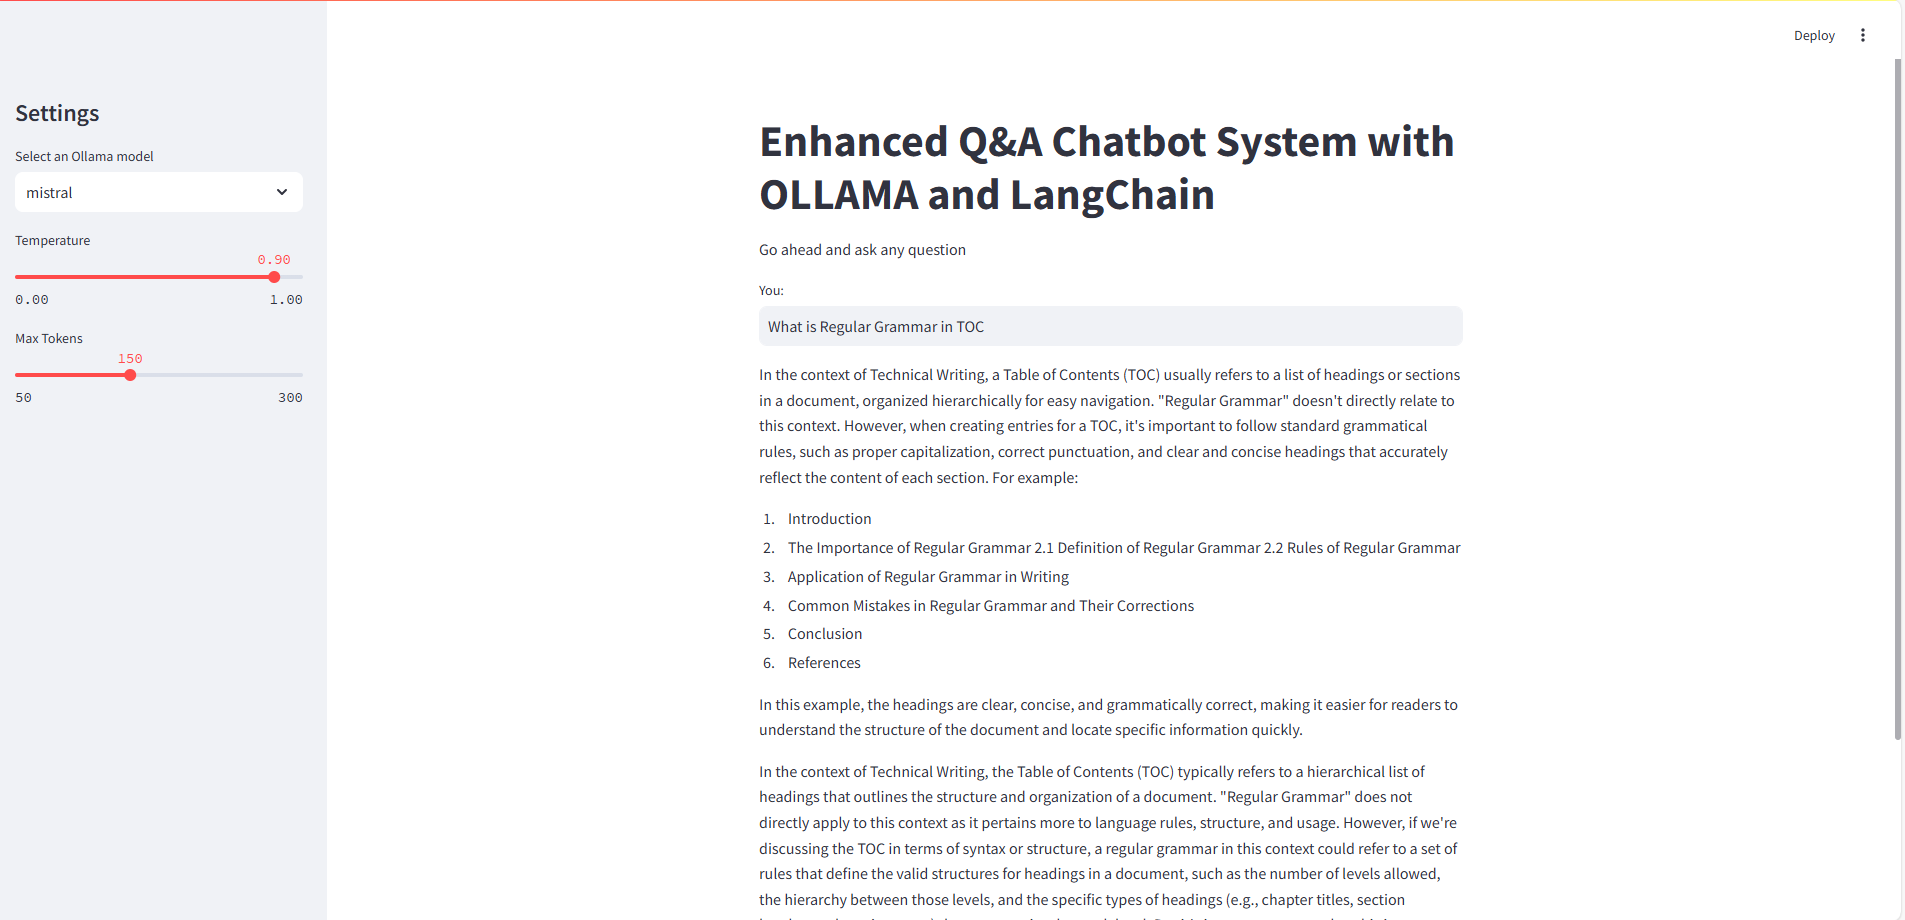 Deploy
Settings
Select an Ollama model
mistral
Temperature
0.90
0.00 1.00
Max Tokens
150
50 300
Enhanced Q&A Chatbot System with
OLLAMA and LangChain
Go ahead and ask any question
You:
What is Regular Grammar in TOC
In the context of Technical Writing, a Table of Contents (TOC) usually refers to a list of headings or sections
in a document, organized hierarchically for easy navigation. "Regular Grammar" doesn't directly relate to
this context. However, when creating entries for a TOC, it's important to follow standard grammatical
rules, such as proper capitalization, correct punctuation, and clear and concise headings that accurately
reflect the content of each section. For example:
1. Introduction
2. The Importance of Regular Grammar 2.1 Definition of Regular Grammar 2.2 Rules of Regular Grammar
3. Application of Regular Grammar in Writing
4. Common Mistakes in Regular Grammar and Their Corrections
5. Conclusion
6. References
In this example, the headings are clear, concise, and grammatically correct, making it easier for readers to
understand the structure of the document and locate specific information quickly.
In the context of Technical Writing, the Table of Contents (TOC) typically refers to a hierarchical list of
headings that outlines the structure and organization of a document. "Regular Grammar" does not
directly apply to this context as it pertains more to language rules, structure, and usage. However, if we're
discussing the TOC in terms of syntax or structure, a regular grammar in this context could refer to a set of
rules that define the valid structures for headings in a document, such as the number of levels allowed,
the hierarchy between those levels, and the specific types of headings (e.g., chapter titles, section